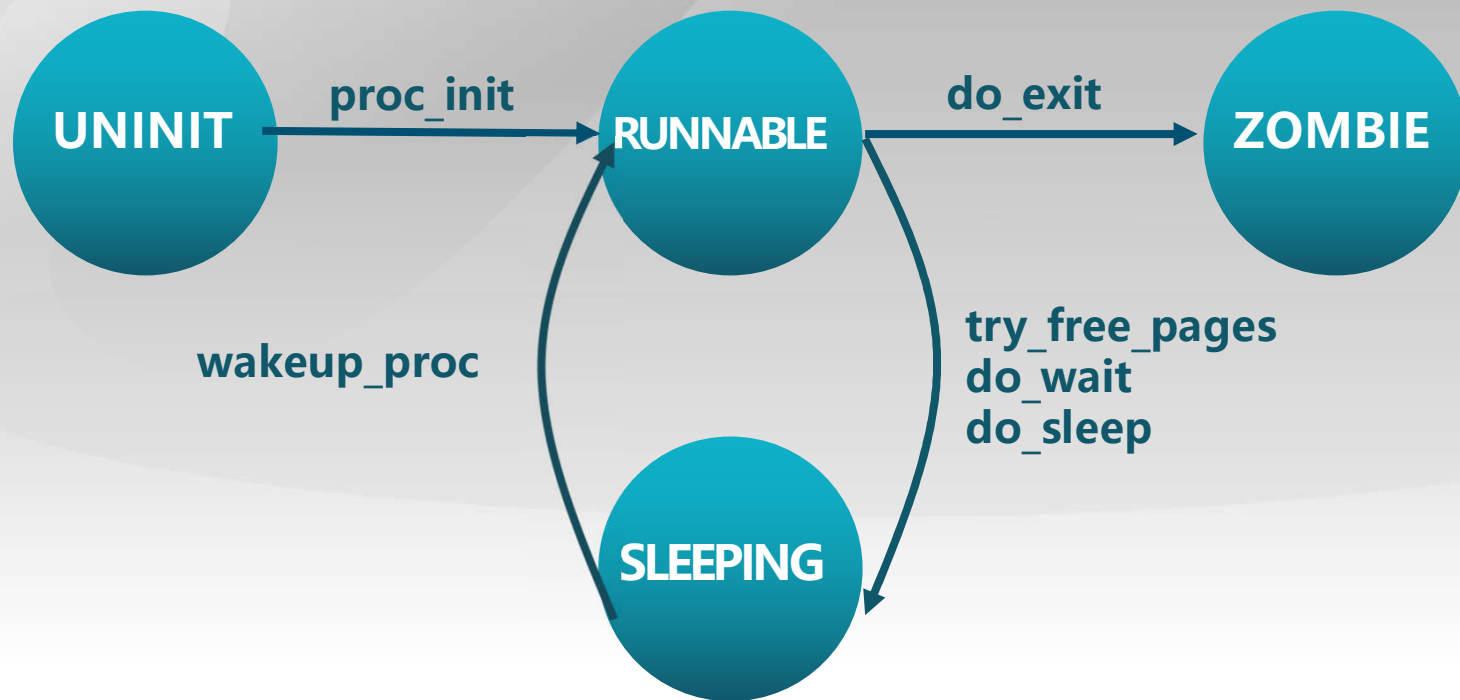 UNINIT
proc_init
RUNNABLE
do_exit
ZOMBIE
wakeup_proc
try_free_pages
do_wait
do_sleep
SLEEPING